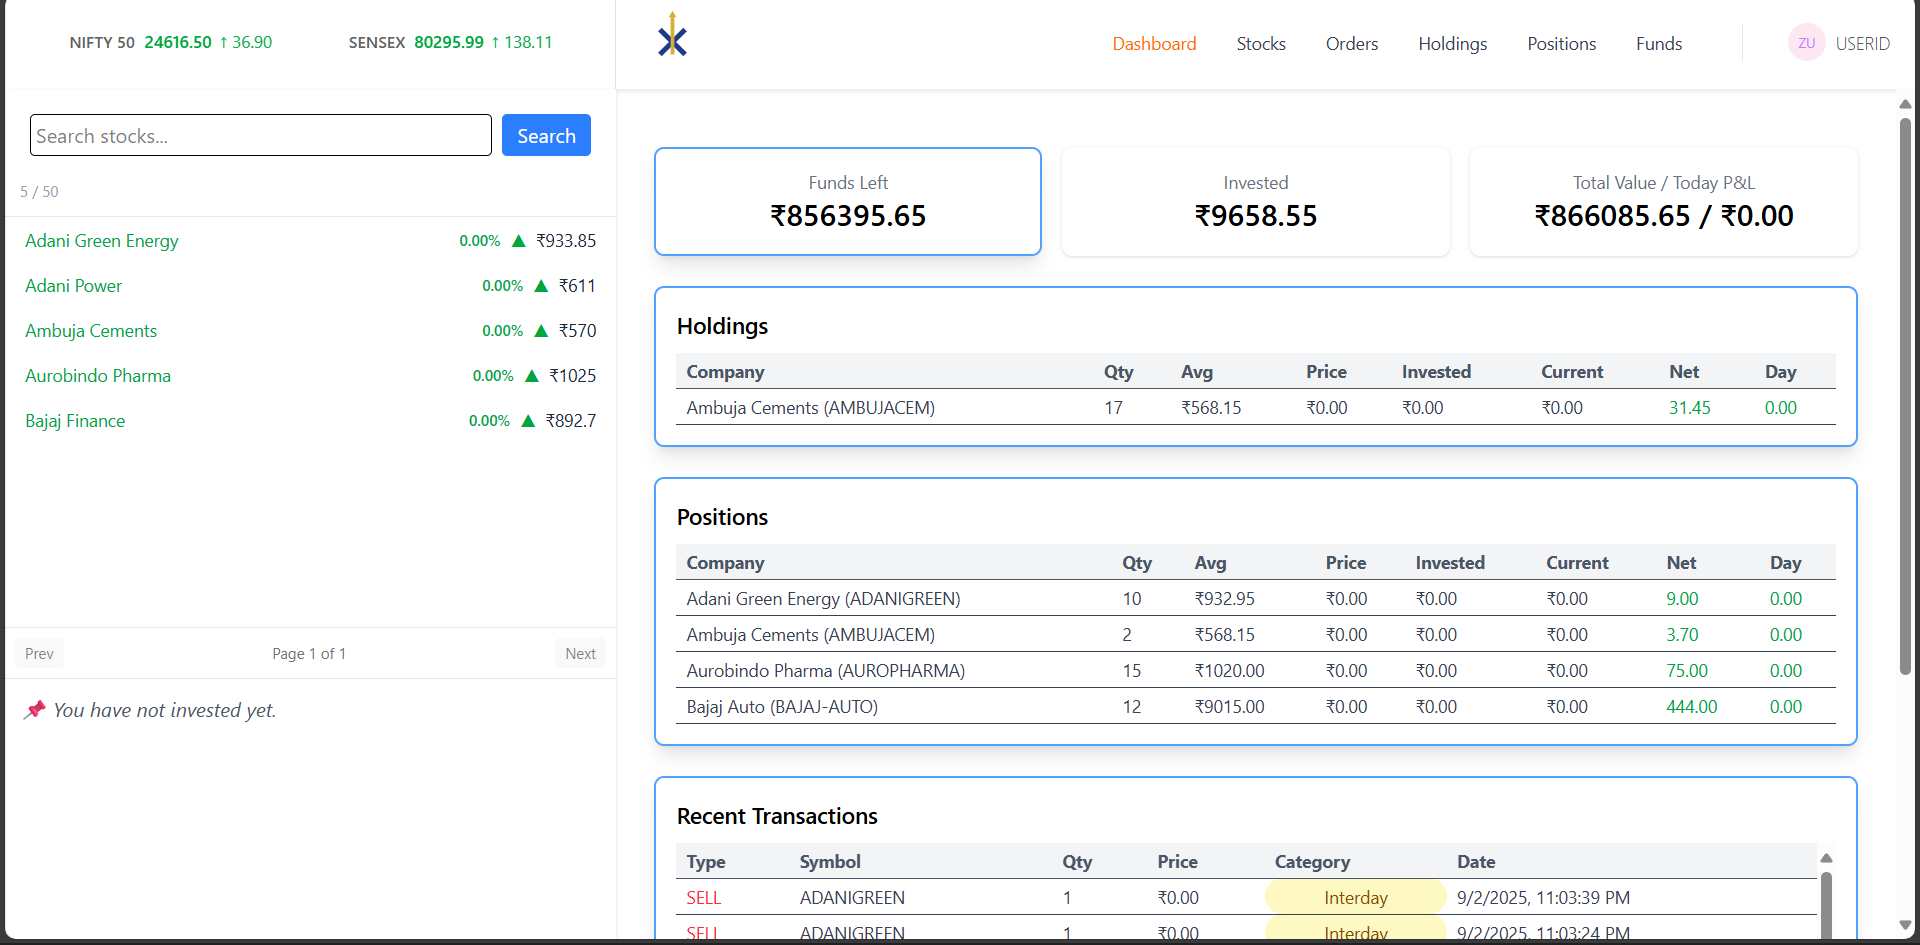 NIFTY 50 24616.50 ↑ 36.90 SENSEX 80295.99 ↑ 138.11
Dashboard Stocks Orders Holdings Positions Funds ZU USERID
Search stocks... Search
5 / 50
Adani Green Energy 0.00% ▲ ₹933.85
Adani Power 0.00% ▲ ₹611
Ambuja Cements 0.00% ▲ ₹570
Aurobindo Pharma 0.00% ▲ ₹1025
Bajaj Finance 0.00% ▲ ₹892.7
Prev Page 1 of 1 Next
📌 You have not invested yet.
Funds Left
₹856395.65
Invested
₹9658.55
Total Value / Today P&L
₹866085.65 / ₹0.00
Holdings
Company Qty Avg Price Invested Current Net Day
Ambuja Cements (AMBUJACEM) 17 ₹568.15 ₹0.00 ₹0.00 ₹0.00 31.45 0.00
Positions
Company Qty Avg Price Invested Current Net Day
Adani Green Energy (ADANIGREEN) 10 ₹932.95 ₹0.00 ₹0.00 ₹0.00 9.00 0.00
Ambuja Cements (AMBUJACEM) 2 ₹568.15 ₹0.00 ₹0.00 ₹0.00 3.70 0.00
Aurobindo Pharma (AUROPHARMA) 15 ₹1020.00 ₹0.00 ₹0.00 ₹0.00 75.00 0.00
Bajaj Auto (BAJAJ-AUTO) 12 ₹9015.00 ₹0.00 ₹0.00 ₹0.00 444.00 0.00
Recent Transactions
Type Symbol Qty Price Category Date
SELL ADANIGREEN 1 ₹0.00 Interday 9/2/2025, 11:03:39 PM
SELL ADANIGREEN 1 ₹0.00 Interday 9/2/2025, 11:03:24 PM